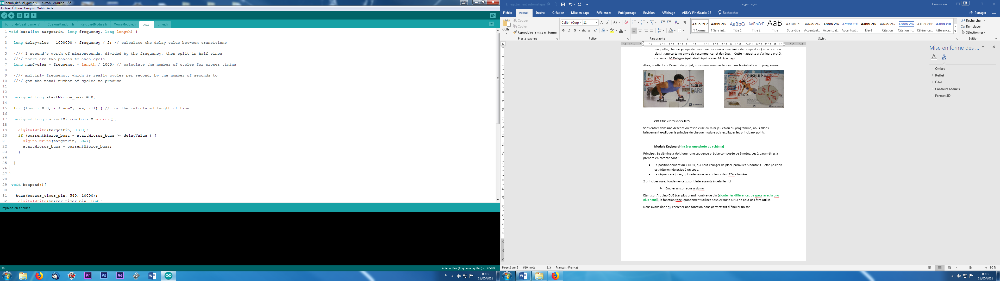 bomb_defusal_game_v1 - buzz.h | Arduino 1.8.5
Fichier Édition Croquis Outils Aide
bomb_defusal_game_v1 CustomRandom.h KeyboardModule.h MorseModule.h buzz.h timer.h
1 void buzz(int targetPin, long frequency, long length) {
2
3 long delayValue = 1000000 / frequency / 2; // calculate the delay value between transitions
4
5 //// 1 second's worth of microseconds, divided by the frequency, then split in half since
6 //// there are two phases to each cycle
7 long numCycles = frequency * length / 1000; // calculate the number of cycles for proper timing
8
9 //// multiply frequency, which is really cycles per second, by the number of seconds to
10 //// get the total number of cycles to produce
11
12
13 unsigned long startMicros_buzz = 0;
14
15 for (long i = 0; i < numCycles; i++) { // for the calculated length of time...
16
17 unsigned long currentMicros_buzz = micros();
18
19 digitalWrite(targetPin, HIGH);
20 if (currentMicros_buzz - startMicros_buzz >= delayValue ) {
21 digitalWrite(targetPin, LOW);
22 startMicros_buzz = currentMicros_buzz;
23 }
24
25 }
26
27 }
28
29 void beepend(){
30
31 buzz(buzzer_timer_pin, 540, 10000);
32 digitalWrite(buzzer_timer_pin, LOW);
Impression annulée.
26
Arduino Due (Programming Port) sur COM5
Pr Ps Ae
FR
00:10
18/05/2018
Enregistrement automatique
tipe_partie_vic
Connexion
Fichier Accueil Insérer Création Mise en page Références Publipostage Révision Affichage ABBYY FineReader 12 Rechercher
Partager
Coller
Couper
Copier
Reproduire la mise en forme
Presse-papiers
Calibri (Corp 11
G I S abc x₂ x²
Police
Paragraphe
AaBbCcDc ¶ Normal
AaBbCcDc ¶ Sans int...
AaBbCc Titre 1
AaBbCcD Titre 2
AaB Titre
AaBbCcD Sous-titre
AaBbCcDc Accentuat...
AaBbCcDc Accentuat...
AaBbCcDc Accentuat...
AaBbCcDc Élevé
AaBbCcDc Citation
AaBbCcDc Citation in...
AaBbCcDc Référence...
AaBbCcDc Référence...
Styles
Rechercher
Remplacer
Sélectionner
Édition
maquette, chaque groupe de personne testé (avec une limite de temps donc) eu un certain
plaisir, une certaine envie de recommencer et de réussir. Cette maquette a d'ailleurs plutôt
convaincu M.Delegue (qui faisait équipe avec M. Prachay).
Alors, confiant sur l'avenir du projet, nous nous sommes lancés dans la réalisation du programme.
BODY TRAINING
PUSH-UP
BARS
DOMYOS
BODY TRAINING
PUSH-UP BARS
CREATION DES MODULES :
Sans entrer dans une description fastidieuse du mini-jeu et/ou du programme, nous allons
brièvement expliquer le principe de chaque module puis expliquer les principaux points.
Module Keyboard (insérer une photo du schéma)
Principe : Le démineur doit jouer une séquence précise composée de 9 notes. Les 2 paramètres à
prendre en compte sont :
• Le positionnement du « DO », qui peut changer de place parmi les 5 boutons. Cette position
est déterminée grâce à un code.
• La séquence à jouer, qui varie selon les couleurs des LEDs allumées.
2 principes assez fondamentaux sont intéressants à détailler ici :
➤ Emuler un son sous arduino
Etant sur Arduino DUE (car plus grand nombre de pin (ajouter les différences de specs avec la uno
plus haut)), la fonction tone, grandement utilisée sous Arduino UNO ne peut pas être utilisé.
Nous avons donc du chercher une fonction nous permettant d'émuler un son.
Mise en forme des ...
Ombre
Reflet
Éclat
Contours adoucis
Format 3D
Page 2 sur 2 610 mots Français (France)
90 %
00:10
18/05/2018